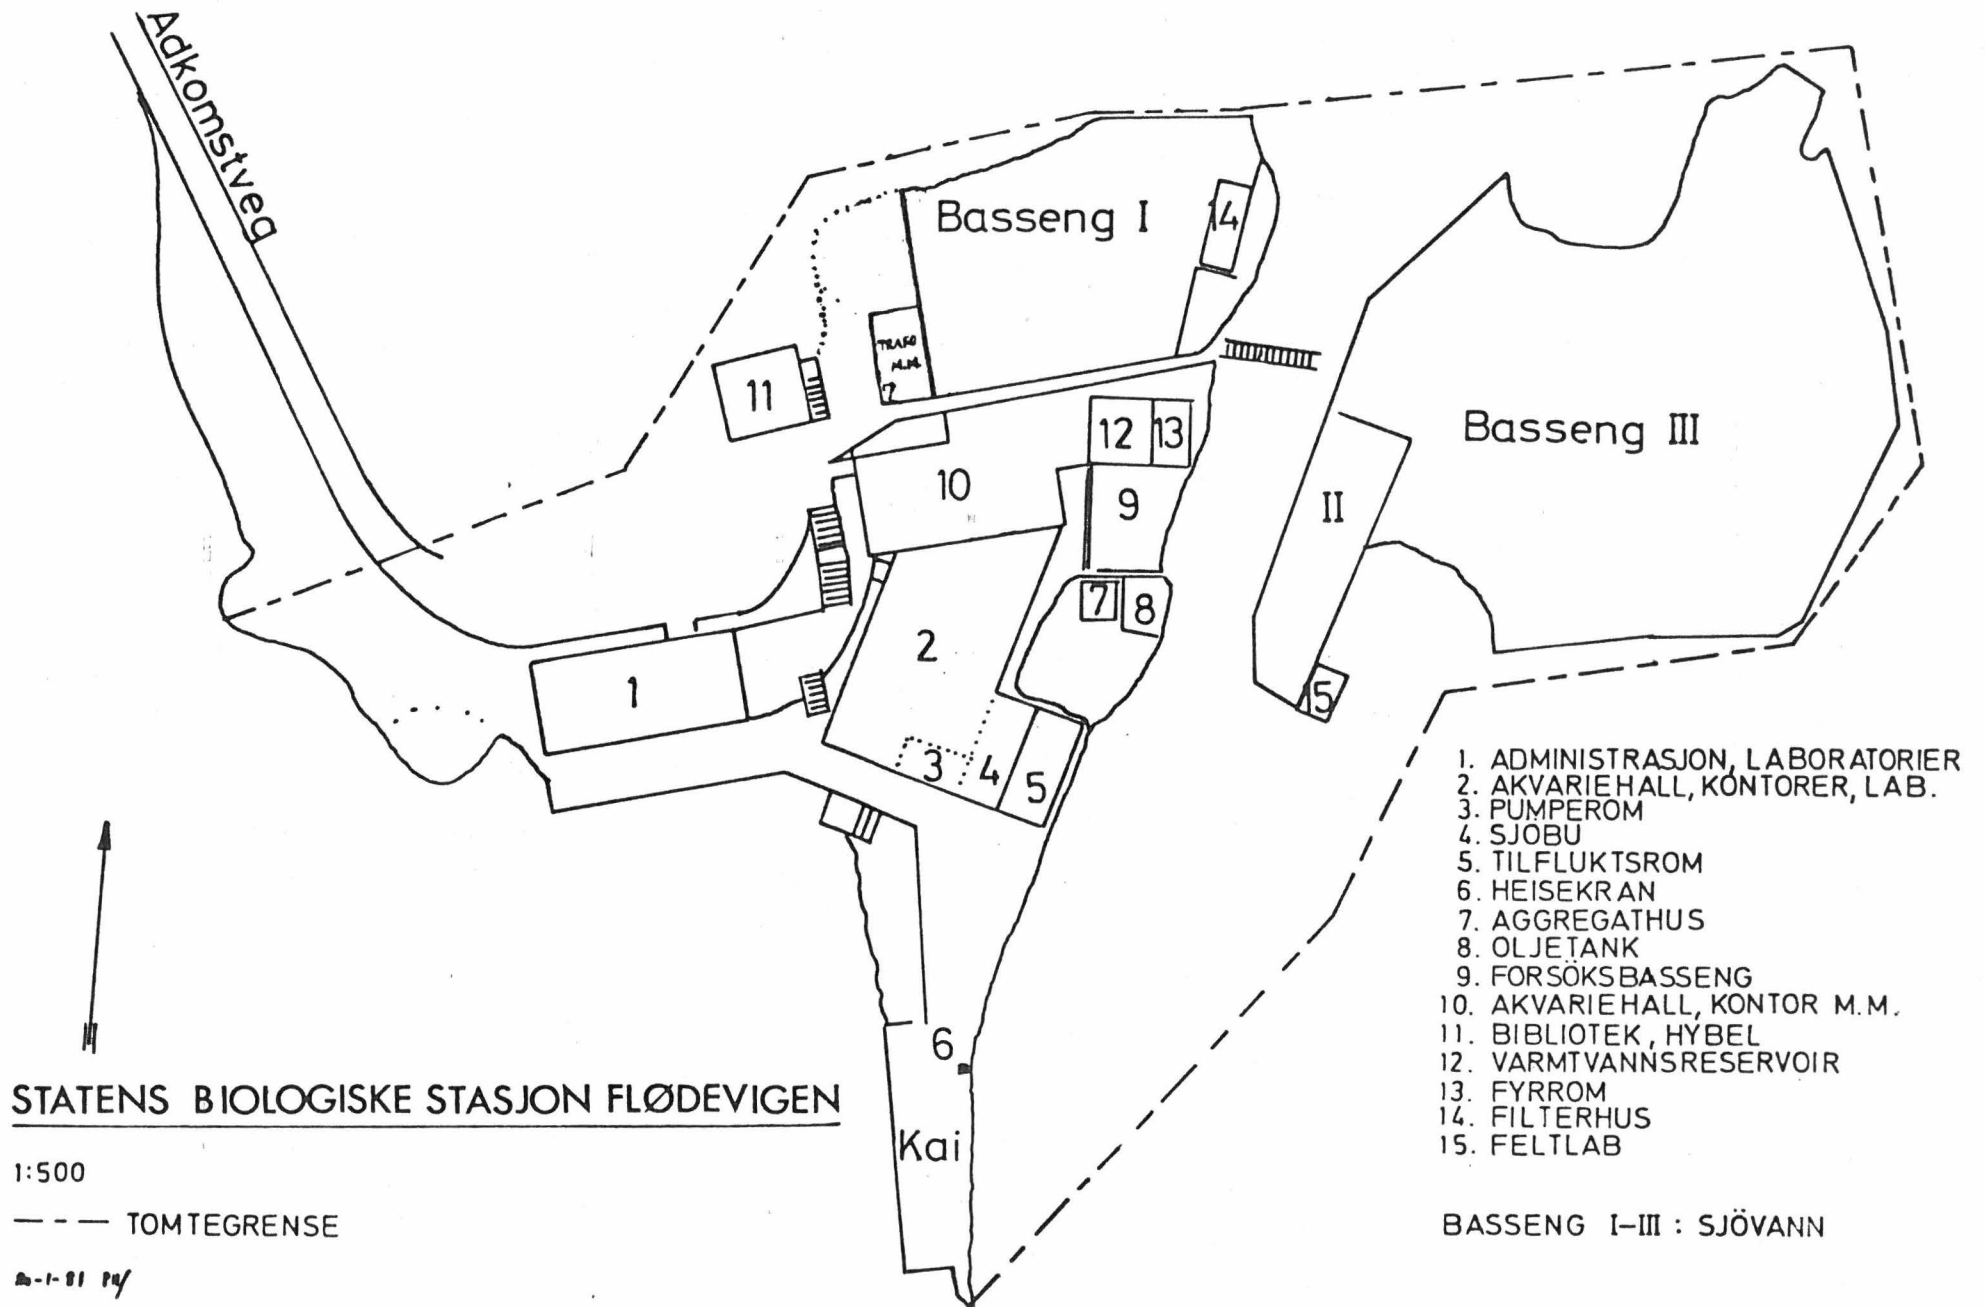 Adkomstveg
Basseng I
14
TRAFO
M.M.
7
11
12
13
10
9
Basseng III
II
7
8
2
1
15
3
4
5
6
Kai
1. ADMINISTRASJON, LABORATORIER
2. AKVARIEHALL, KONTORER, LAB.
3. PUMPEROM
4. SJÖBU
5. TILFLUKTSROM
6. HEISEKRAN
7. AGGREGATHUS
8. OLJETANK
9. FORSÖKSBASSENG
10. AKVARIEHALL, KONTOR M.M.
11. BIBLIOTEK, HYBEL
12. VARMTVANNSRESERVOIR
13. FYRROM
14. FILTERHUS
15. FELTLAB
BASSENG I-III : SJÖVANN
N
STATENS BIOLOGISKE STASJON FLØDEVIGEN
1:500
TOMTEGRENSE